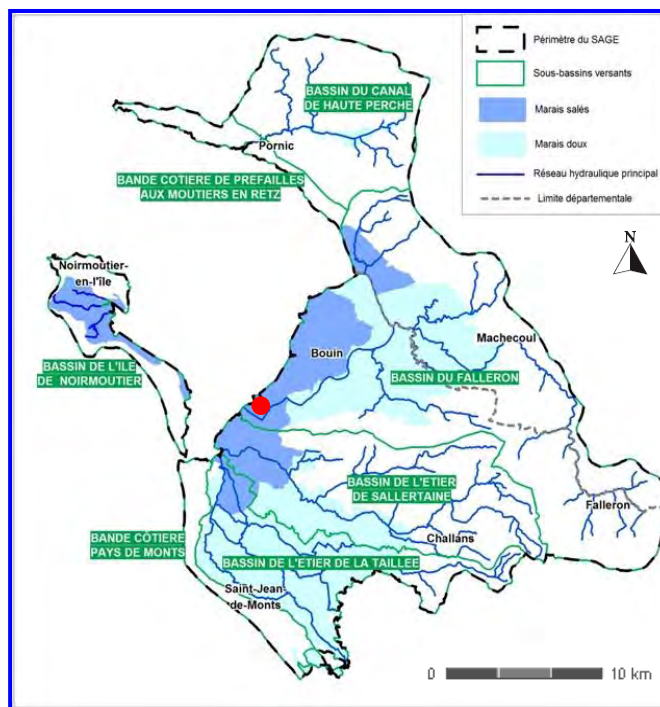 Périmètre du SAGE
Sous-bassins versants
Marais salés
Marais doux
Réseau hydraulique principal
Limite départementale
N
BASSIN DU CANAL
DE HAUTE PERCHE
Pornic
BANDE COTIERE DE PREFAILLES
AUX MOUTIERS EN RETZ
Noirmoutier-
en-l'île
BASSIN DE L'ILE
DE NOIRMOUTIER
Machecoul
Bouin
BASSIN DU FALLERON
BASSIN DE L'ETIER
DE SALLERTAINE
Falleron
Challans
BANDE CÔTIERE
PAYS DE MONTS
BASSIN DE L'ETIER DE LA TAILLEE
Saint-Jean-
de-Monts
0 10 km